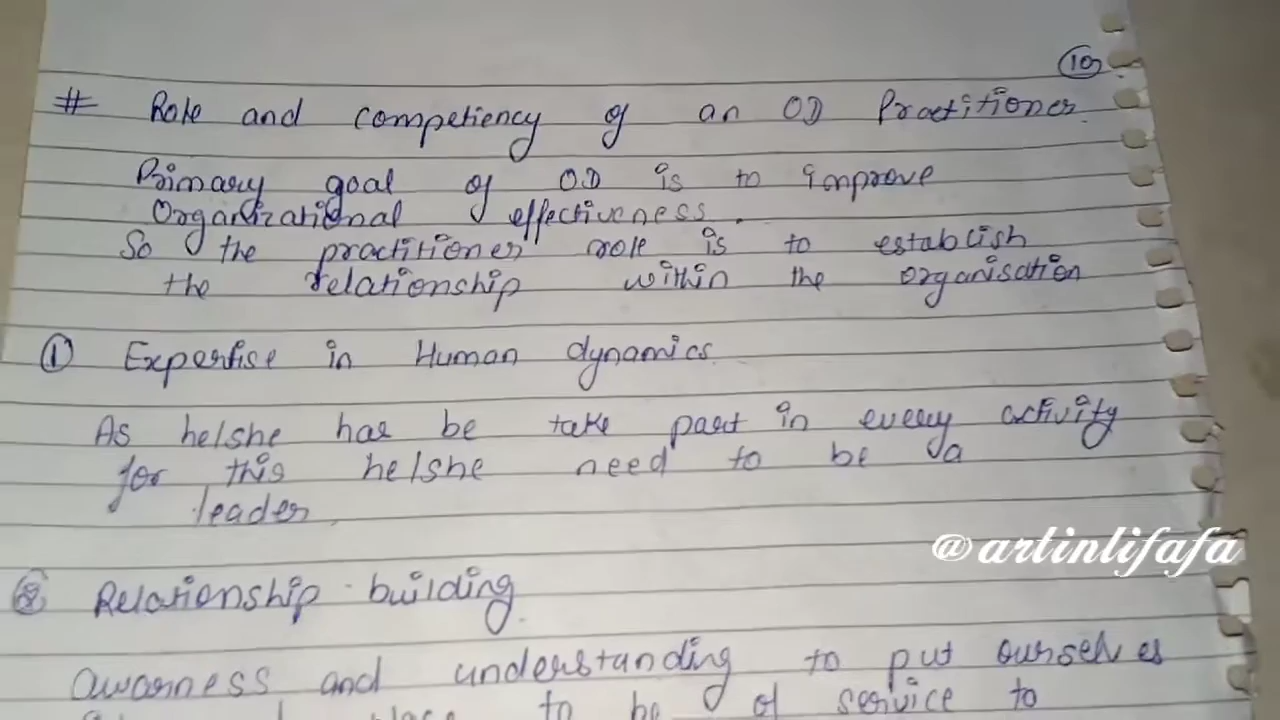 10
# Role and competiency of an OD Practitioner.
Primary goal of OD is to improve
Organizational effectiveness.
So the practitioner role is to establish
the relationship within the organisation
① Expertise in Human dynamics.
As he/she has be take part in every activity
for this he/she need to be a
leader.
@artinlifafa
② Relationship-building.
awarness and understanding to put ourselves
place to be of service to